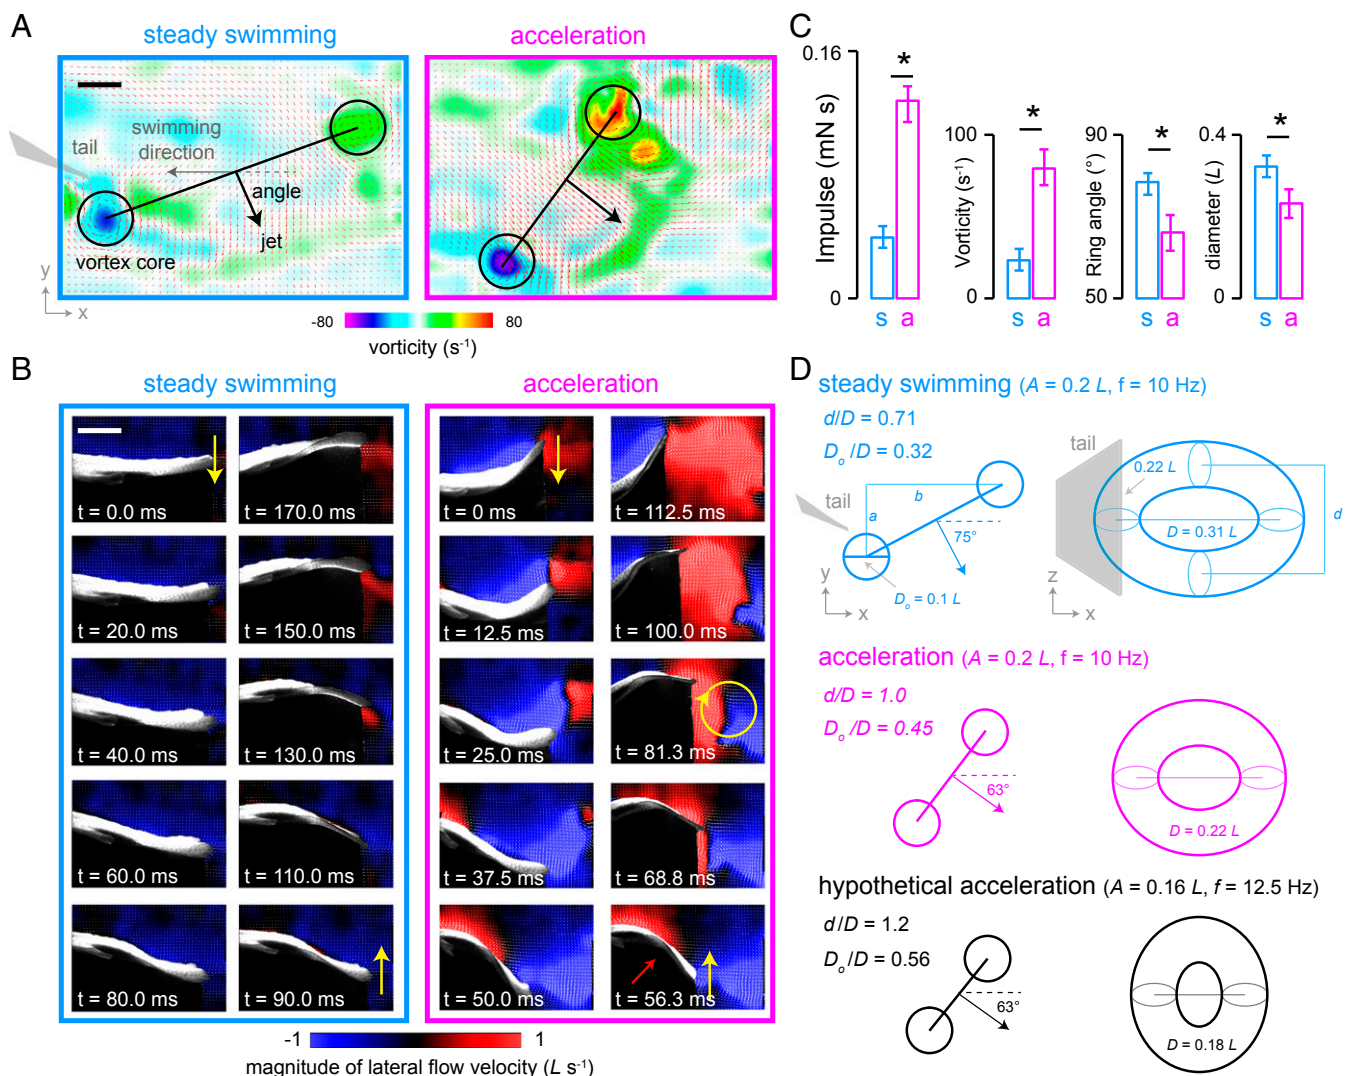 A
steady swimming
acceleration
swimming
direction
tail
angle
jet
vortex core
y
x
-80
80
vorticity (s-1)
B
steady swimming
acceleration
t = 0.0 ms
t = 170.0 ms
t = 0 ms
t = 112.5 ms
t = 20.0 ms
t = 150.0 ms
t = 12.5 ms
t = 100.0 ms
t = 40.0 ms
t = 130.0 ms
t = 25.0 ms
t = 81.3 ms
t = 60.0 ms
t = 110.0 ms
t = 37.5 ms
t = 68.8 ms
t = 80.0 ms
t = 90.0 ms
t = 50.0 ms
t = 56.3 ms
-1
1
magnitude of lateral flow velocity (L s-1)
C
0.16
Impulse (mN s)
0
*
s a
100
Vorticity (s-1)
0
*
s a
90
Ring angle (°)
50
*
s a
0.4
diameter (L)
0
*
s a
D
steady swimming (A = 0.2 L, f = 10 Hz)
d/D = 0.71
Do/D = 0.32
tail
b
a
75°
Do = 0.1 L
y
x
tail
0.22 L
D = 0.31 L
d
z
x
acceleration (A = 0.2 L, f = 10 Hz)
d/D = 1.0
Do/D = 0.45
63°
D = 0.22 L
hypothetical acceleration (A = 0.16 L, f = 12.5 Hz)
d/D = 1.2
Do/D = 0.56
63°
D = 0.18 L